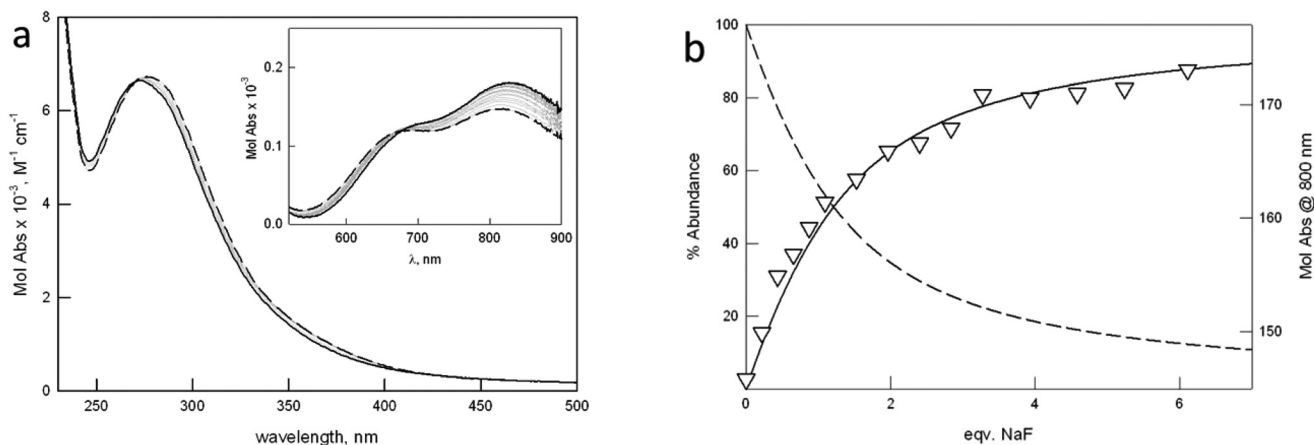 a
Mol Abs x 10⁻³, M⁻¹ cm⁻¹
8
6
4
2
0
250 300 350 400 450 500
wavelength, nm
Mol Abs x 10⁻³
0.2
0.1
0.0
600 700 800 900
λ, nm
b
% Abundance
100
80
60
40
20
0 2 4 6
eqv. NaF
170
160
150
Mol Abs @ 800 nm